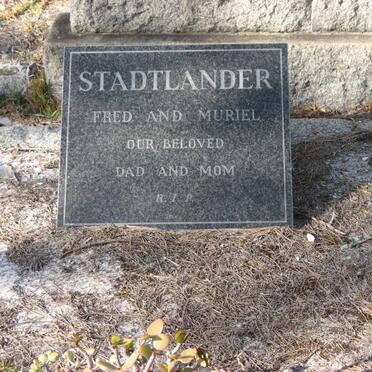 STADTLANDER
FRED AND MURIEL
OUR BELOVED
DAD AND MOM
R.I.P.